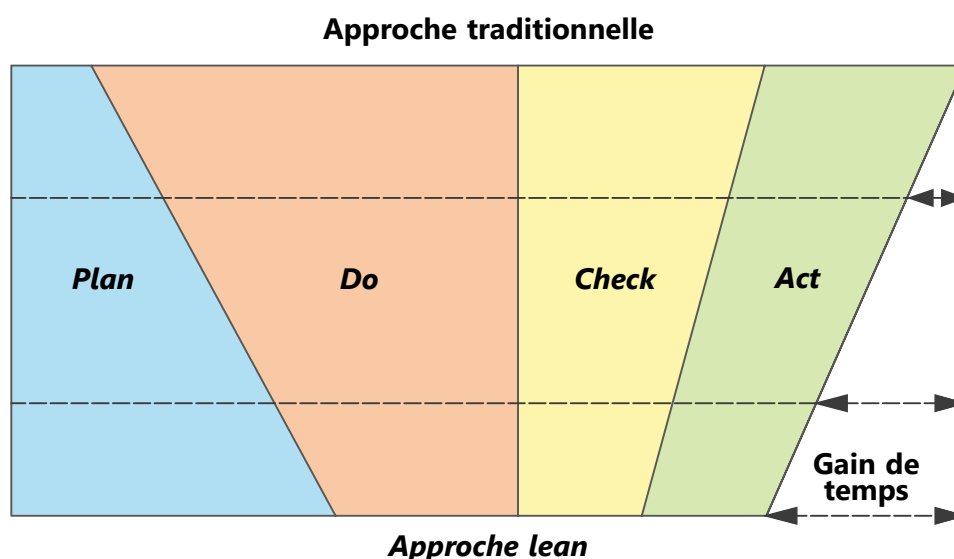 Approche traditionnelle
Plan
Do
Check
Act
Gain de
temps
Approche lean